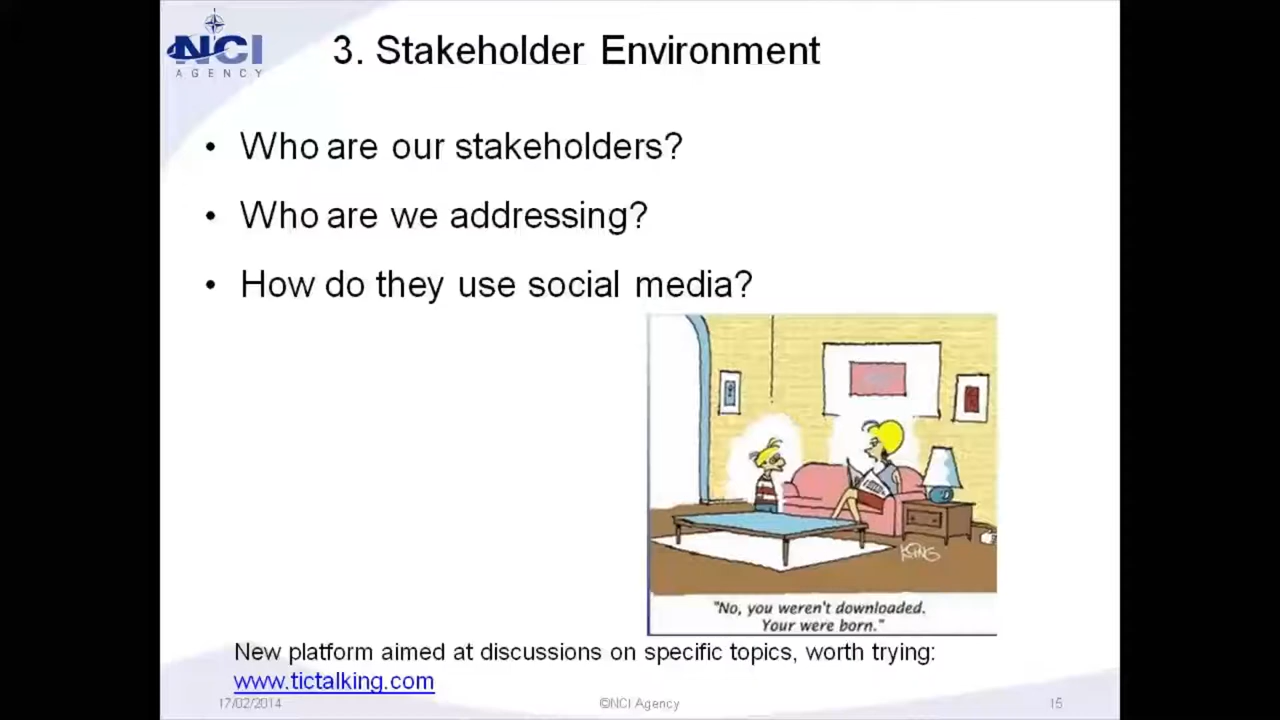 NCI
AGENCY
3. Stakeholder Environment
• Who are our stakeholders?
• Who are we addressing?
• How do they use social media?
KING
"No, you weren't downloaded.
Your were born."
New platform aimed at discussions on specific topics, worth trying:
www.tictalking.com
17/02/2014 ©NCI Agency 15